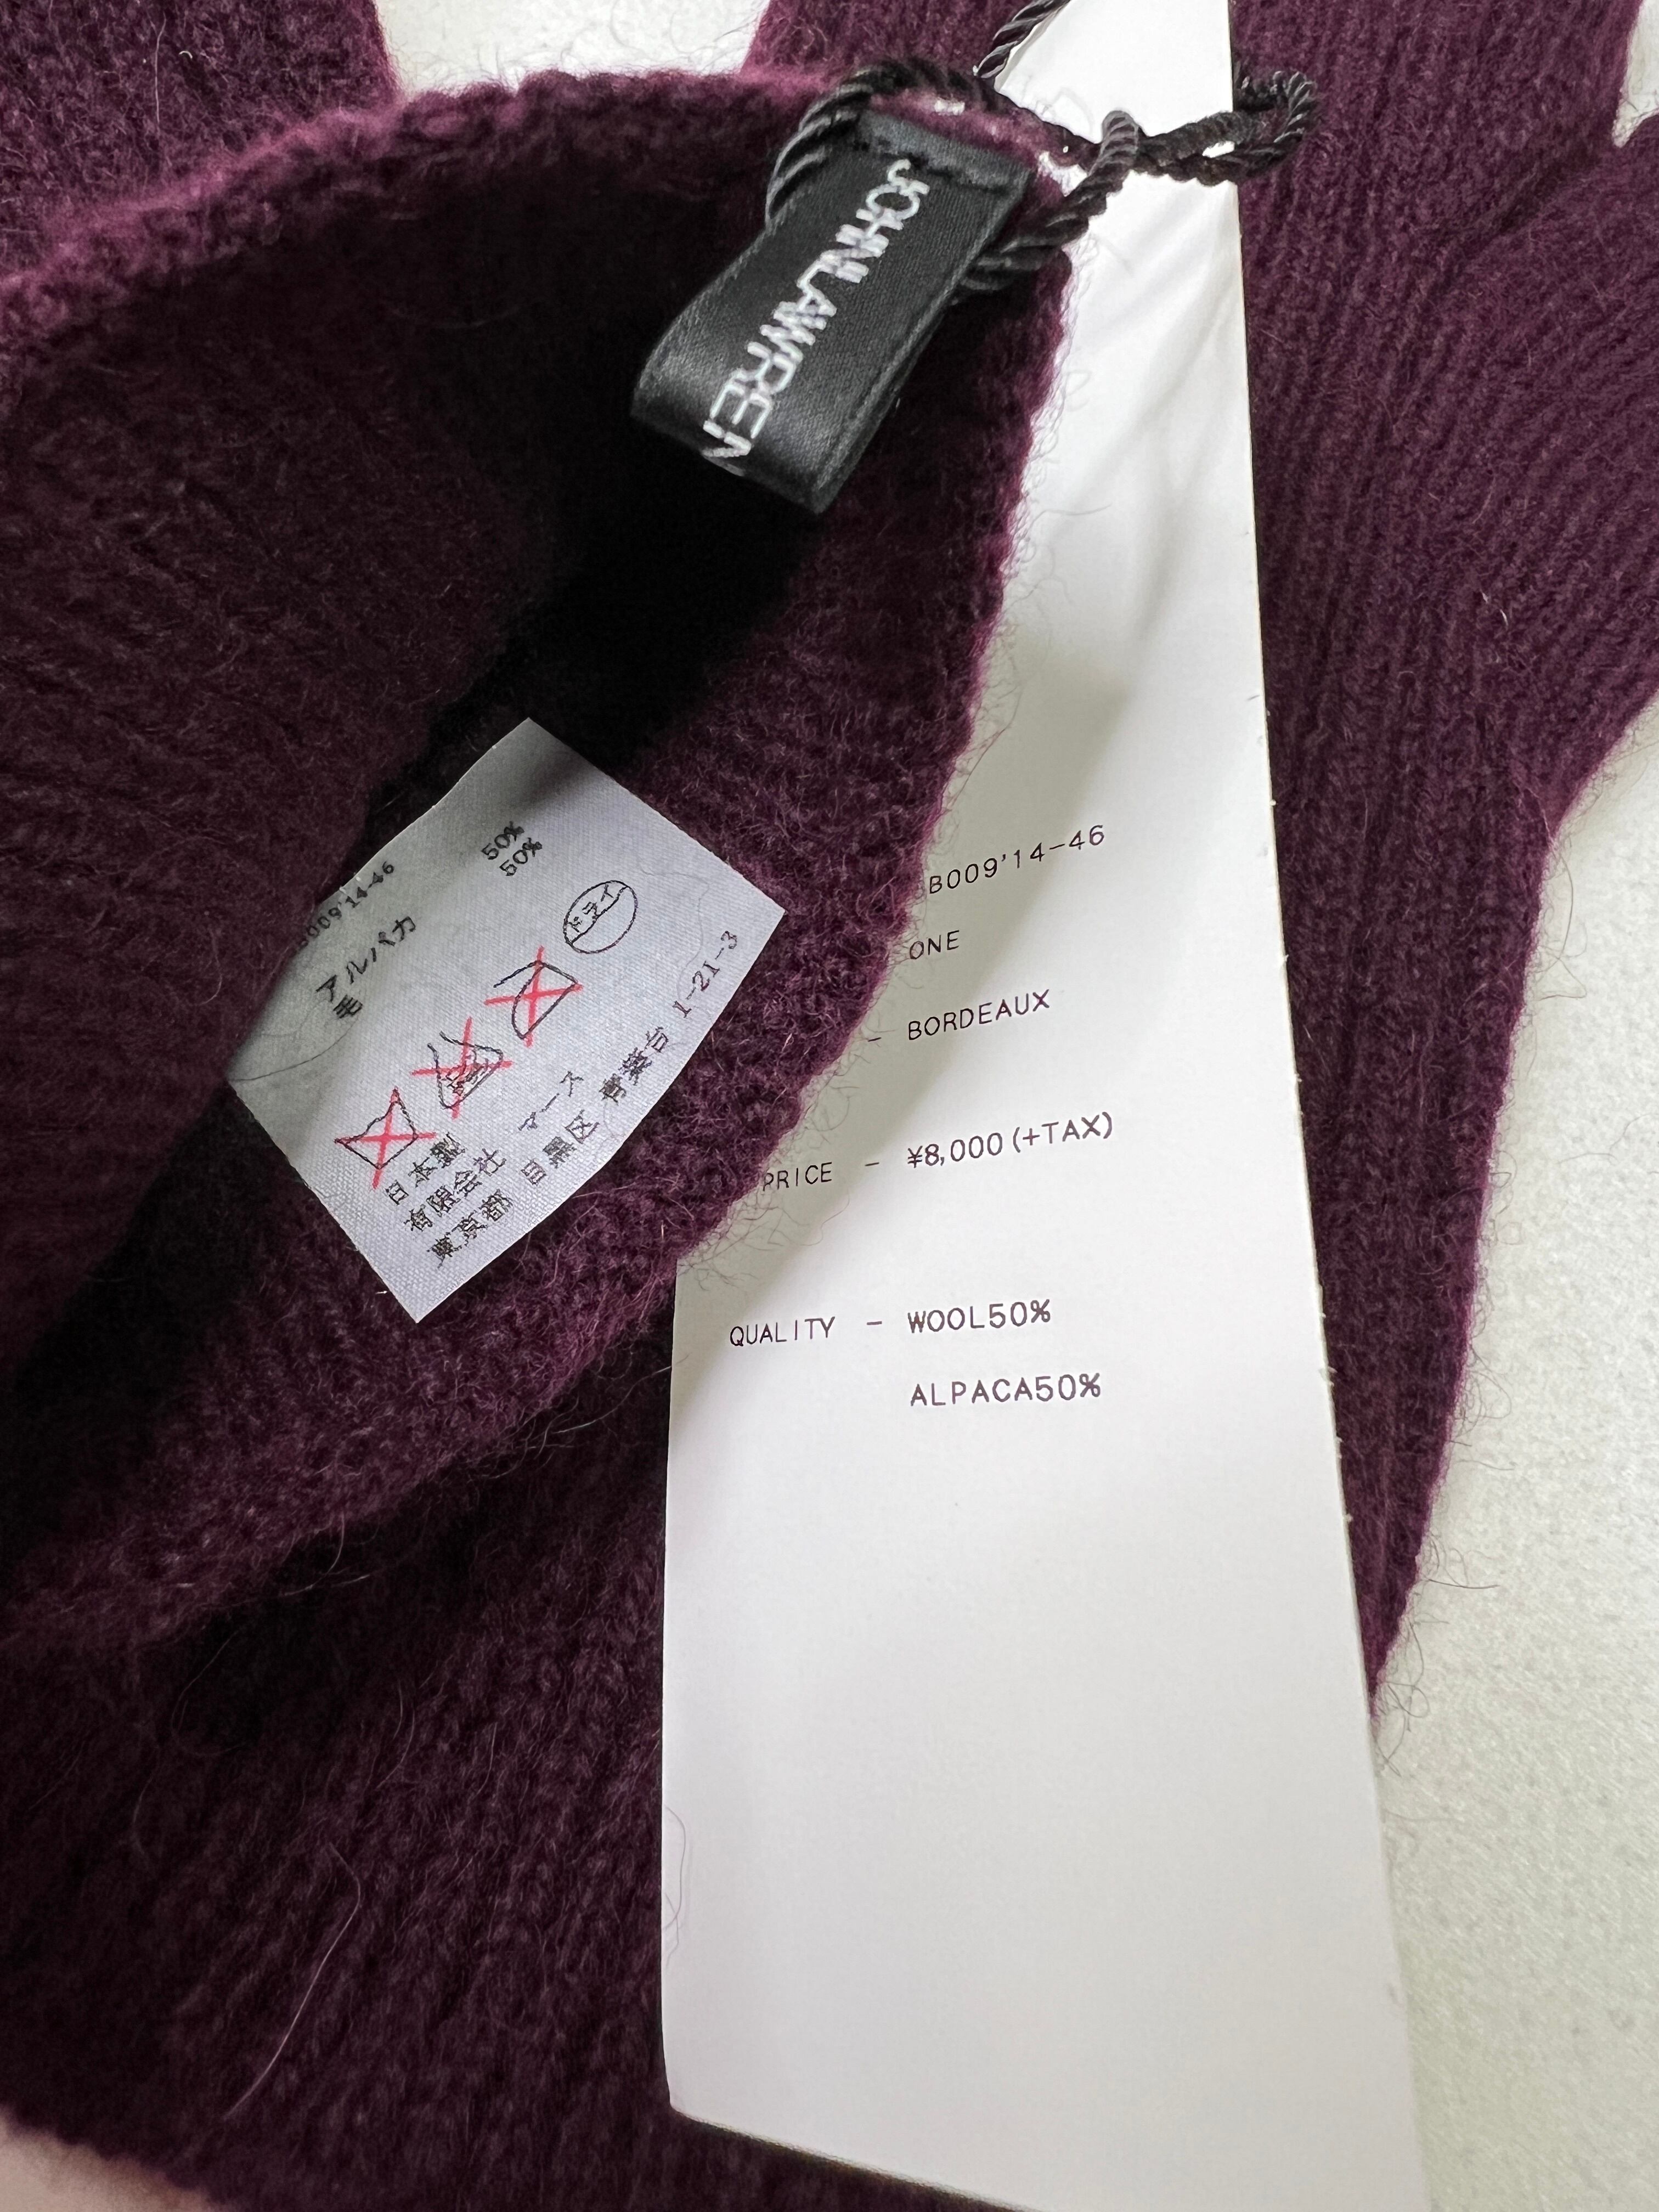 JOHNLAWREN
B009'14-46
ONE
- BORDEAUX
PRICE - ¥8,000(+TAX)
QUALITY - WOOL50%
ALPACA50%
B009'14-46
アルパカ 50%
毛 50%
ドライ
日本製
有限会社 マース
東京都 目黒区 青葉台 1-21-3